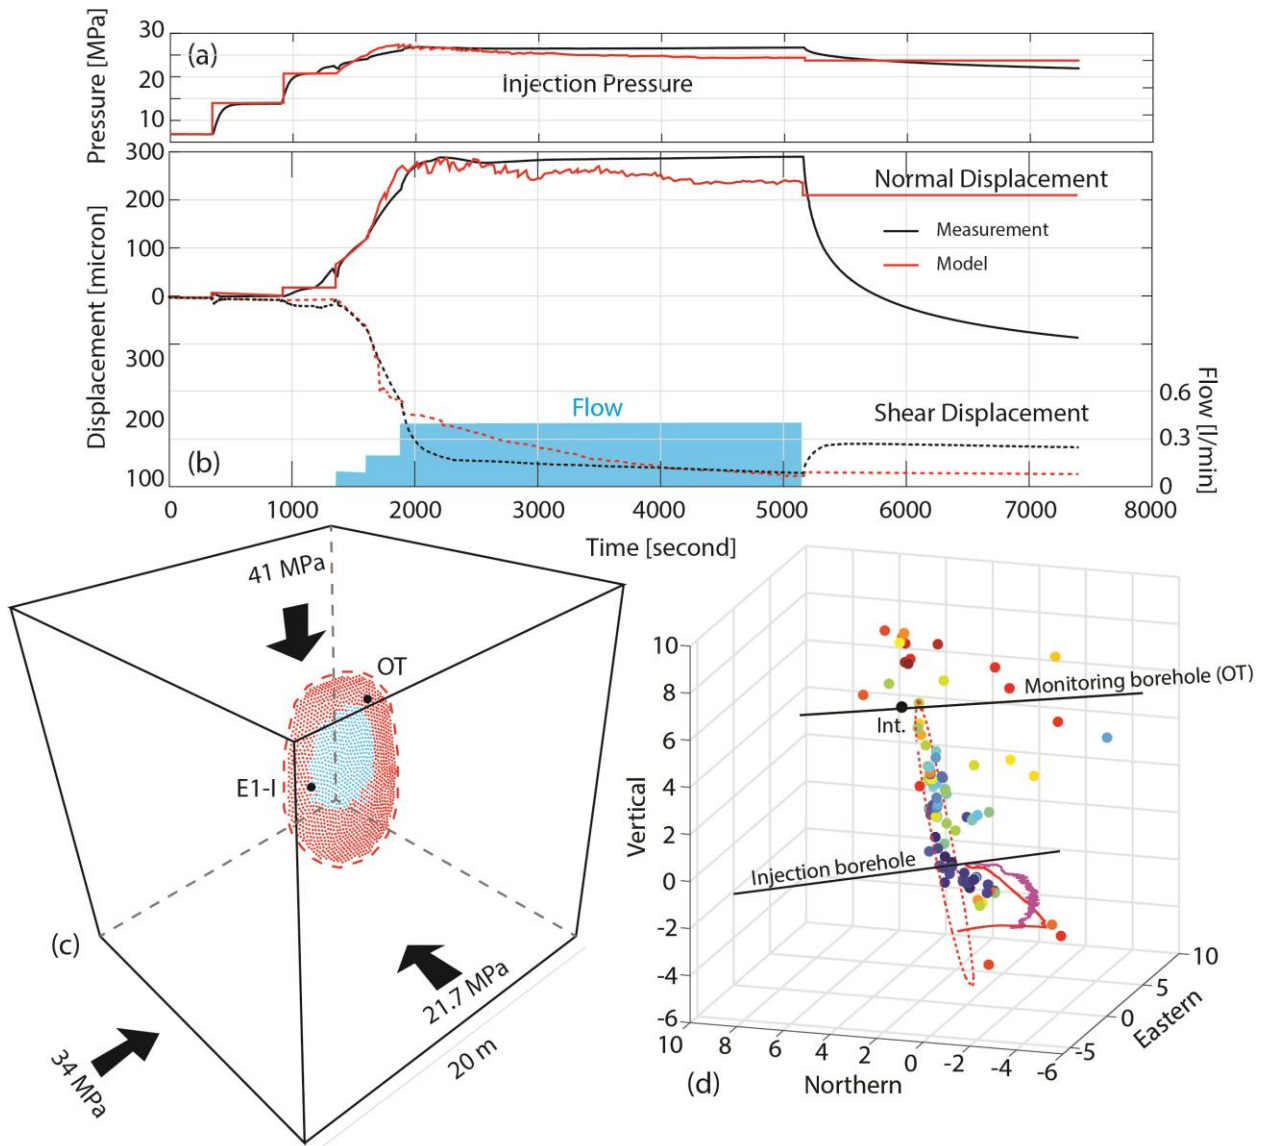 30
20
10
Pressure [MPa]
(a)
Injection Pressure
300
200
100
0
300
200
100
Displacement [micron]
Normal Displacement
Measurement
Model
Flow
Shear Displacement
0.6
0.3
0
Flow [l/min]
(b)
0 1000 2000 3000 4000 5000 6000 7000 8000
Time [second]
41 MPa
OT
E1-I
(c)
21.7 MPa
34 MPa
20 m
10
8
6
4
2
0
-2
-4
-6
Vertical
Monitoring borehole (OT)
Int.
Injection borehole
10 8 6 4 2 0 -2 -4 -6
Northern
-5 0 5 10
Eastern
(d)